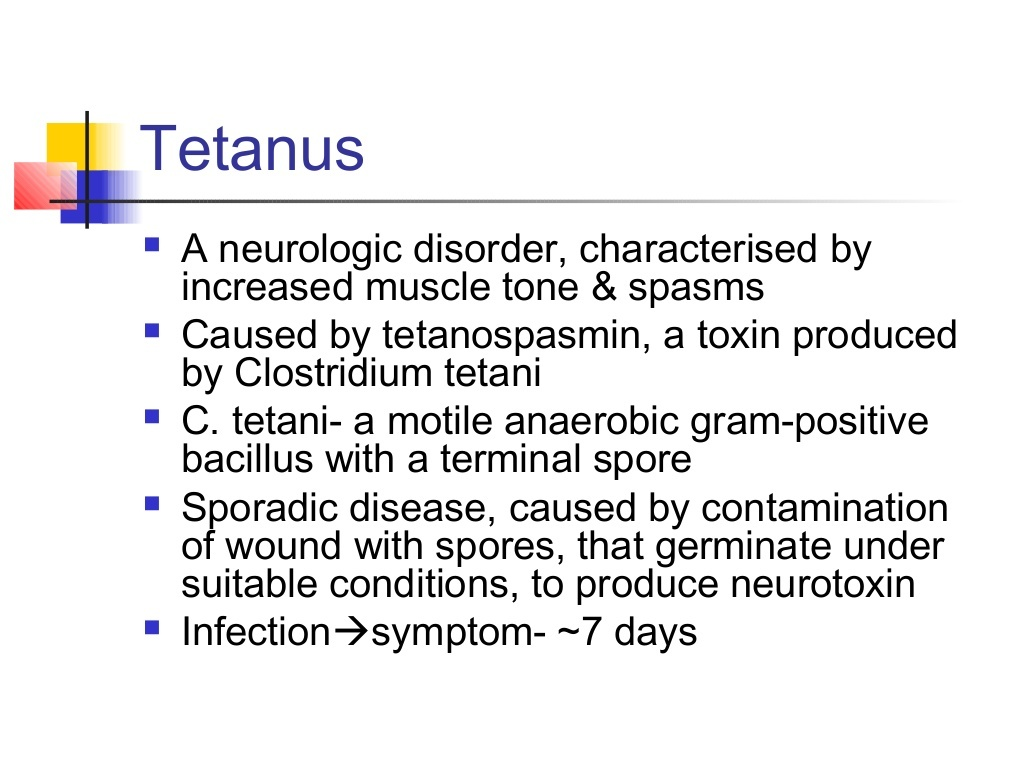 Tetanus
A neurologic disorder, characterised by
increased muscle tone & spasms
Caused by tetanospasmin, a toxin produced
by Clostridium tetani
C. tetani- a motile anaerobic gram-positive
bacillus with a terminal spore
Sporadic disease, caused by contamination
of wound with spores, that germinate under
suitable conditions, to produce neurotoxin
Infection→symptom- ~7 days